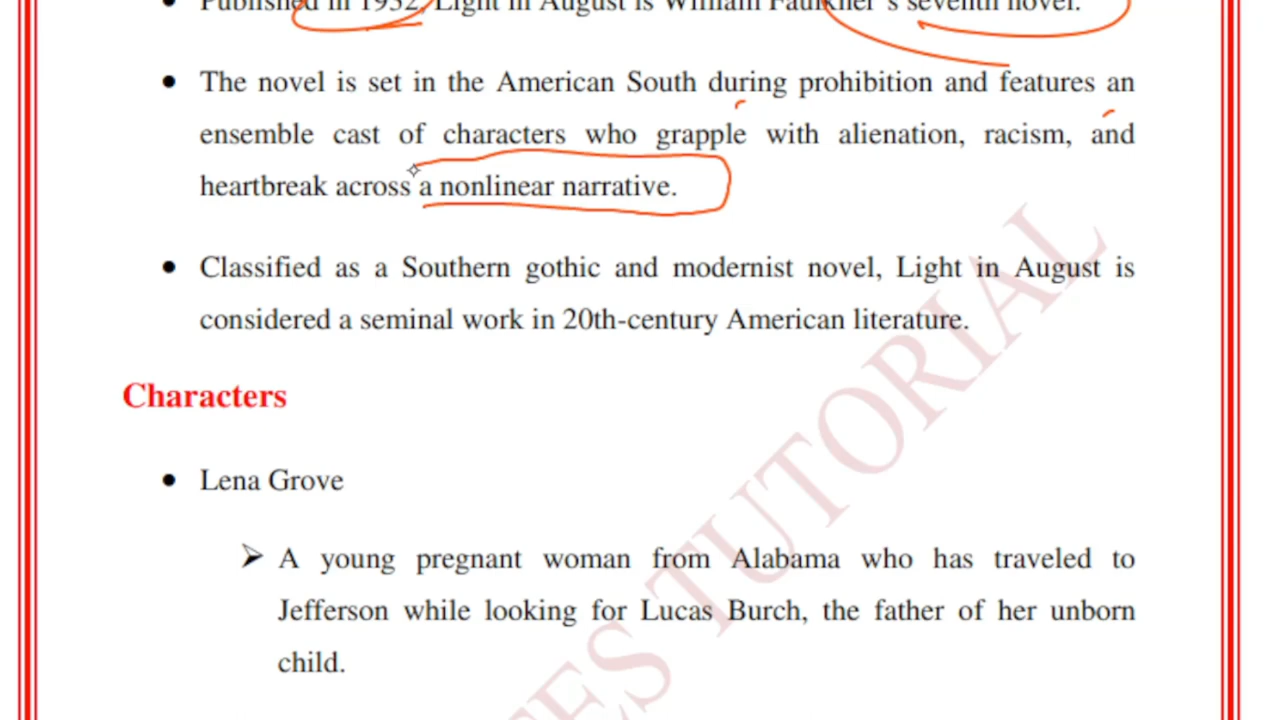 • Published in 1932, Light in August is William Faulkner's seventh novel.
• The novel is set in the American South during prohibition and features an
ensemble cast of characters who grapple with alienation, racism, and
heartbreak across a nonlinear narrative.
• Classified as a Southern gothic and modernist novel, Light in August is
considered a seminal work in 20th-century American literature.
Characters
• Lena Grove
➢ A young pregnant woman from Alabama who has traveled to
Jefferson while looking for Lucas Burch, the father of her unborn
child.
TUTORIAL